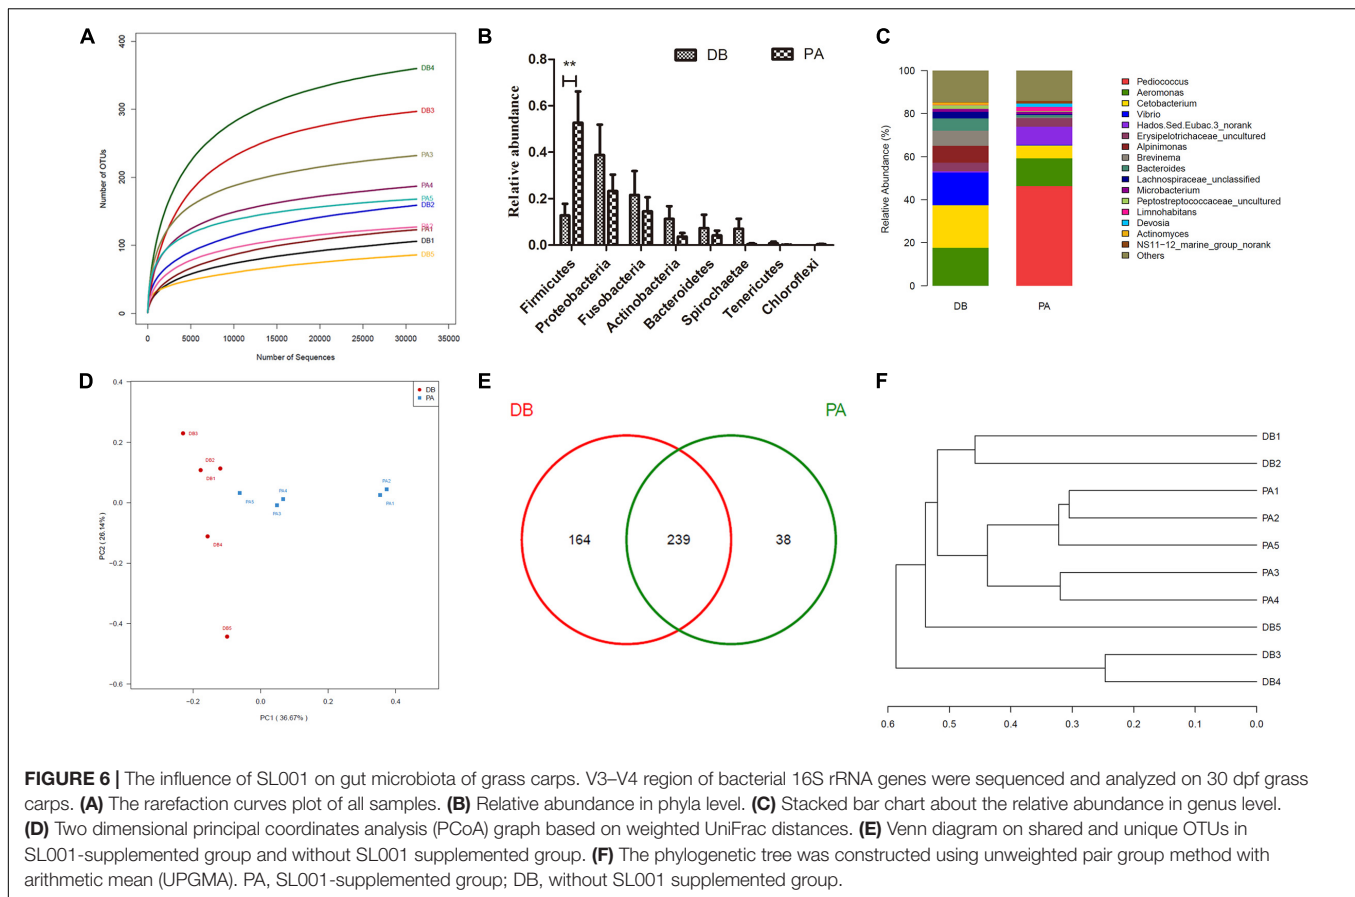 A
400
300
200
100
0
Number of OTUs
DB4
DB3
PA3
PA4
PA5
DB2
PA1
DB1
DB5
0 5000 10000 15000 20000 25000 30000 35000
Number of Sequences
B
DB PA
0.8
0.6
0.4
0.2
0.0
Relative abundance
**
Firmicutes
Proteobacteria
Fusobacteria
Actinobacteria
Bacteroidetes
Spirochaetae
Tenericutes
Chloroflexi
C
100
80
60
40
20
0
Relative Abundance (%)
DB PA
Pediococcus
Aeromonas
Cetobacterium
Vibrio
Hados.Sed.Eubac.3_norank
Erysipelotrichaceae_uncultured
Alpinimonas
Brevinema
Bacteroides
Lachnospiraceae_unclassified
Microbacterium
Peptostreptococcaceae_uncultured
Limnohabitans
Devosia
Actinomyces
NS11−12_marine_group_norank
Others
D
0.4
0.2
0.0
−0.2
−0.4
−0.6
PC2 ( 26.14% )
DB
PA
DB3
DB2
DB1
DB4
DB5
PA5
PA4
PA3
PA2
PA1
−0.2 0.0 0.2 0.4
PC1 ( 36.67% )
E
DB PA
164 239 38
F
DB1
DB2
PA1
PA2
PA5
PA3
PA4
DB5
DB3
DB4
0.6 0.5 0.4 0.3 0.2 0.1 0.0
FIGURE 6 | The influence of SL001 on gut microbiota of grass carps. V3–V4 region of bacterial 16S rRNA genes were sequenced and analyzed on 30 dpf grass
carps. (A) The rarefaction curves plot of all samples. (B) Relative abundance in phyla level. (C) Stacked bar chart about the relative abundance in genus level.
(D) Two dimensional principal coordinates analysis (PCoA) graph based on weighted UniFrac distances. (E) Venn diagram on shared and unique OTUs in
SL001-supplemented group and without SL001 supplemented group. (F) The phylogenetic tree was constructed using unweighted pair group method with
arithmetic mean (UPGMA). PA, SL001-supplemented group; DB, without SL001 supplemented group.